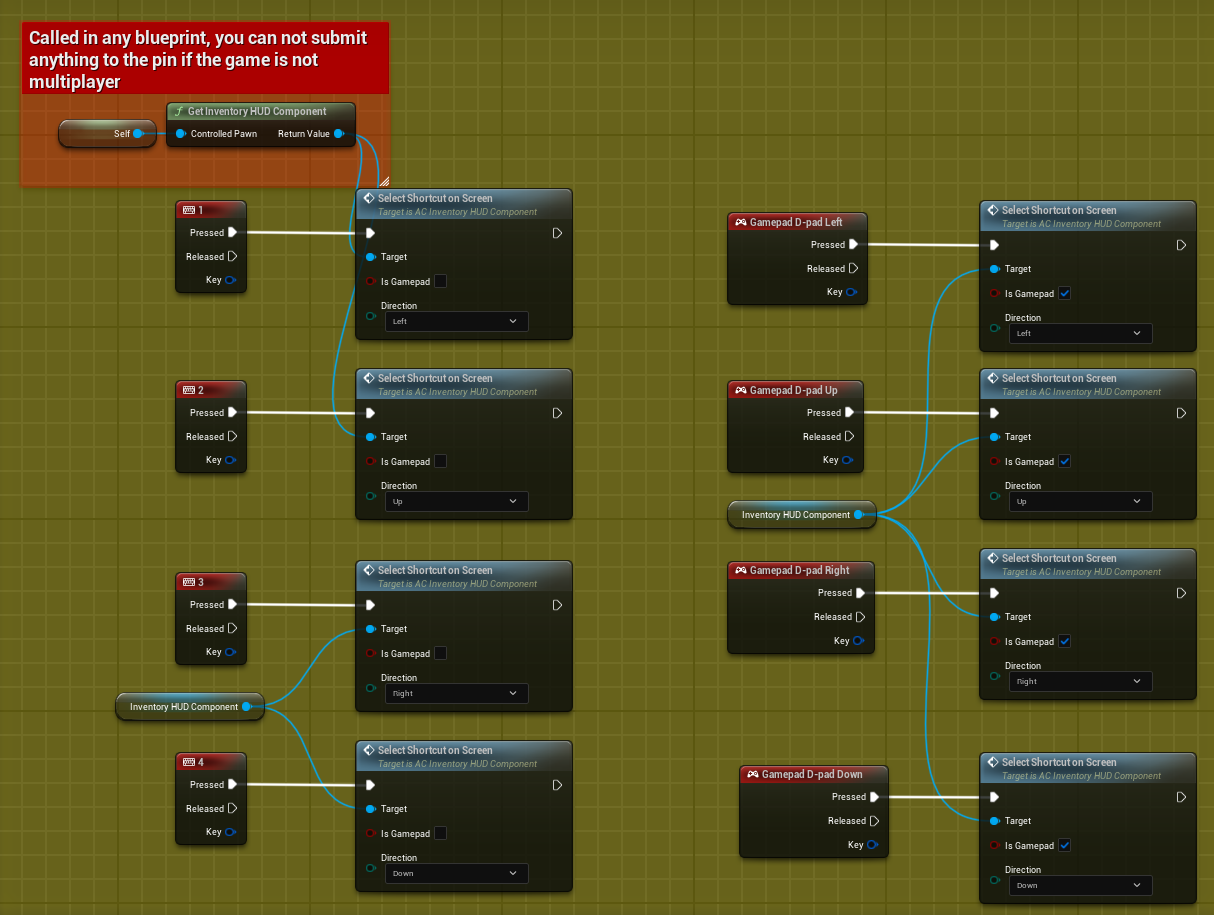 Called in any blueprint, you can not submit
anything to the pin if the game is not
multiplayer
f Get Inventory HUD Component
Self
Controlled Pawn Return Value
1
Pressed
Released
Key
Select Shortcut on Screen
Target is AC Inventory HUD Component
Target
Is Gamepad
Direction
Left
2
Pressed
Released
Key
Select Shortcut on Screen
Target is AC Inventory HUD Component
Target
Is Gamepad
Direction
Up
3
Pressed
Released
Key
Select Shortcut on Screen
Target is AC Inventory HUD Component
Target
Is Gamepad
Direction
Right
Inventory HUD Component
4
Pressed
Released
Key
Select Shortcut on Screen
Target is AC Inventory HUD Component
Target
Is Gamepad
Direction
Down
Gamepad D-pad Left
Pressed
Released
Key
Select Shortcut on Screen
Target is AC Inventory HUD Component
Target
Is Gamepad
Direction
Left
Gamepad D-pad Up
Pressed
Released
Key
Select Shortcut on Screen
Target is AC Inventory HUD Component
Target
Is Gamepad
Direction
Up
Inventory HUD Component
Gamepad D-pad Right
Pressed
Released
Key
Select Shortcut on Screen
Target is AC Inventory HUD Component
Target
Is Gamepad
Direction
Right
Gamepad D-pad Down
Pressed
Released
Key
Select Shortcut on Screen
Target is AC Inventory HUD Component
Target
Is Gamepad
Direction
Down